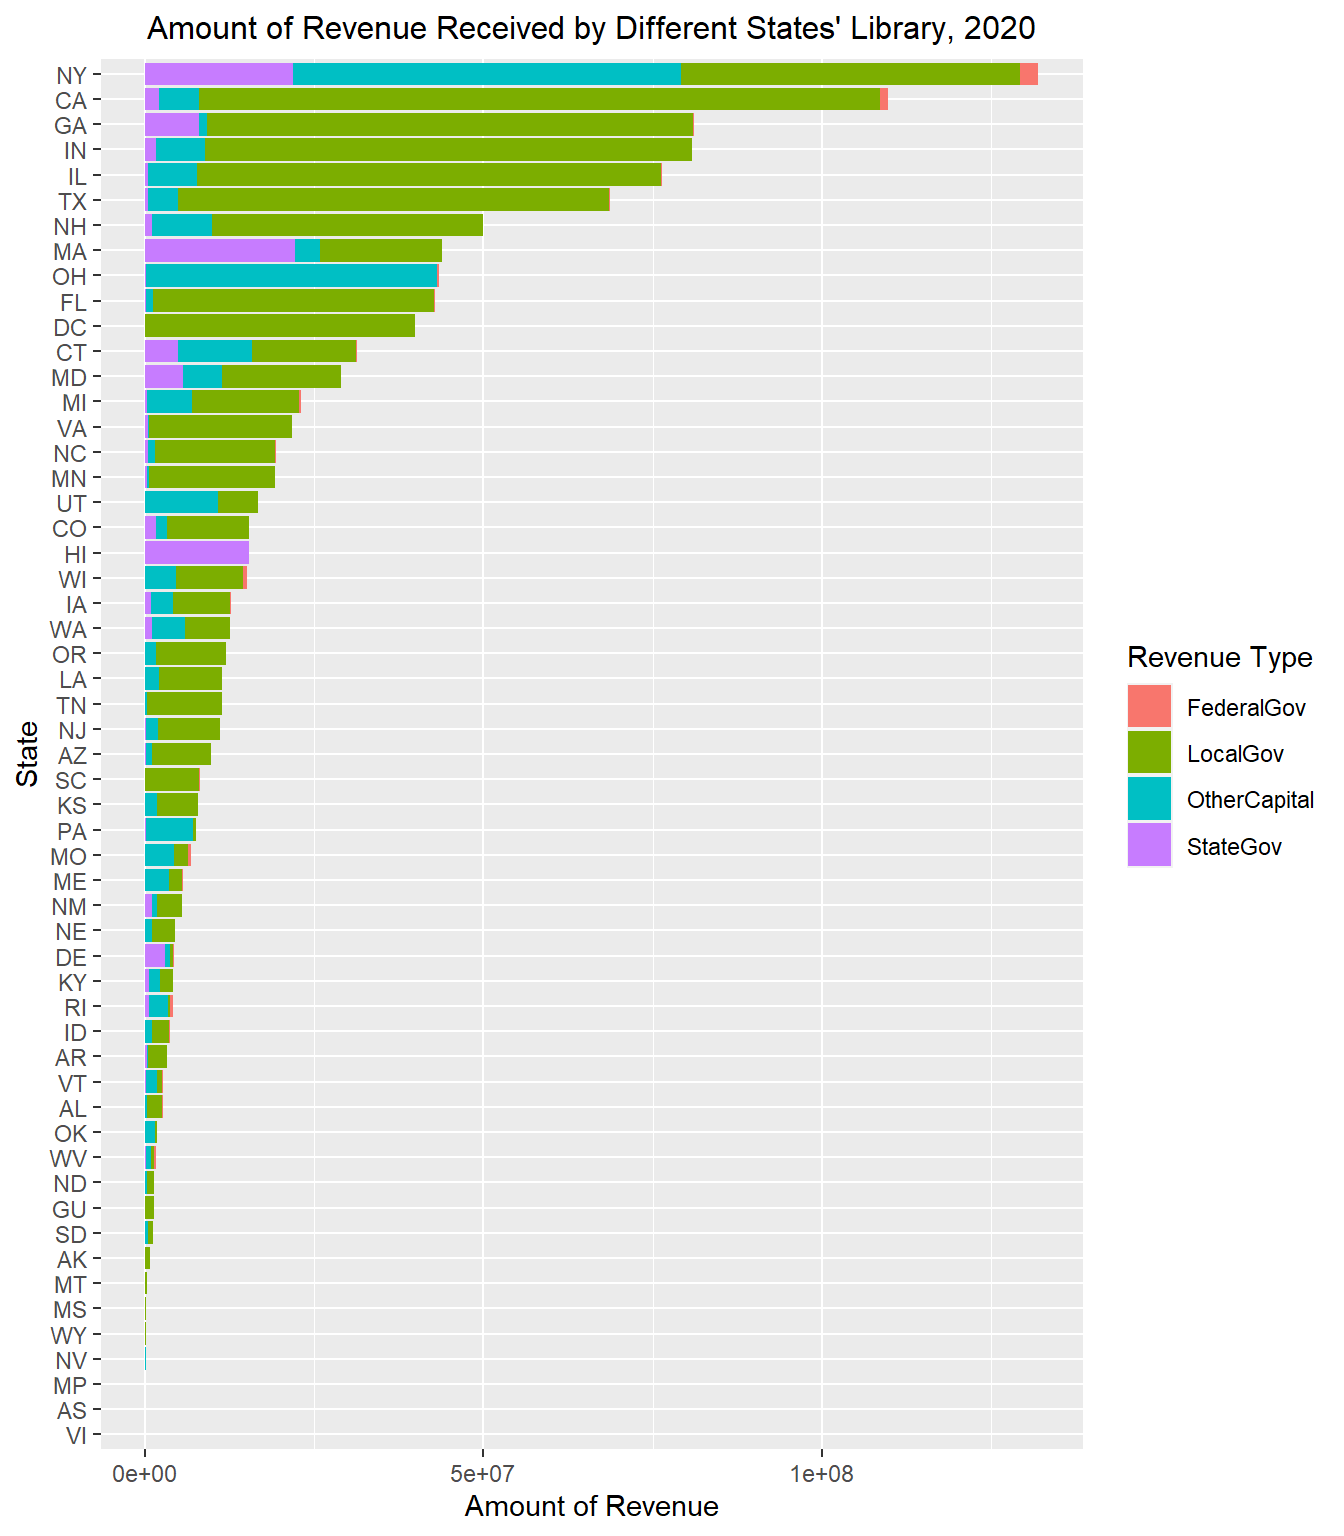 Amount of Revenue Received by Different States' Library, 2020
NY
CA
GA
IN
IL
TX
NH
MA
OH
FL
DC
CT
MD
MI
VA
NC
MN
UT
CO
HI
WI
IA
WA
OR
LA
TN
NJ
AZ
SC
KS
PA
MO
ME
NM
NE
DE
KY
RI
ID
AR
VT
AL
OK
WV
ND
GU
SD
AK
MT
MS
WY
NV
MP
AS
VI
State
0e+00 5e+07 1e+08
Amount of Revenue
Revenue Type
FederalGov
LocalGov
OtherCapital
StateGov